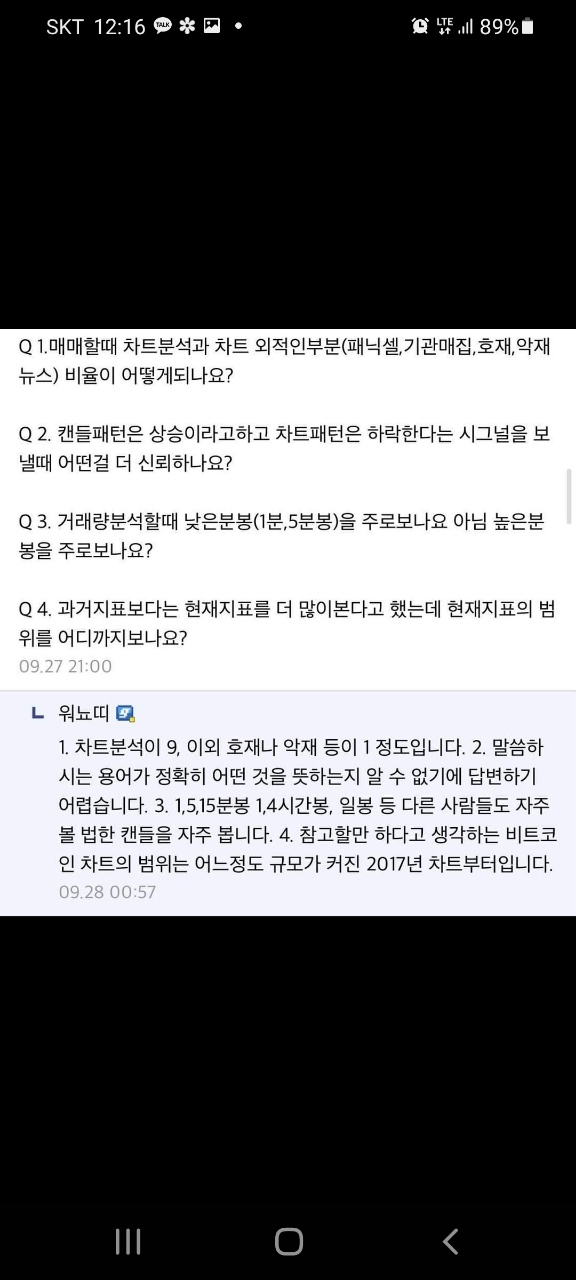 SKT 12:16 TALK LTE 89%
Q 1.매매할때 차트분석과 차트 외적인부분(패닉셀,기관매집,호재,악재
뉴스) 비율이 어떻게되나요?
Q 2. 캔들패턴은 상승이라고하고 차트패턴은 하락한다는 시그널을 보
낼때 어떤걸 더 신뢰하나요?
Q 3. 거래량분석할때 낮은분봉(1분,5분봉)을 주로보나요 아님 높은분
봉을 주로보나요?
Q 4. 과거지표보다는 현재지표를 더 많이본다고 했는데 현재지표의 범
위를 어디까지보나요?
09.27 21:00
워뇨띠
1. 차트분석이 9, 이외 호재나 악재 등이 1 정도입니다. 2. 말씀하
시는 용어가 정확히 어떤 것을 뜻하는지 알 수 없기에 답변하기
어렵습니다. 3. 1,5,15분봉 1,4시간봉, 일봉 등 다른 사람들도 자주
볼 법한 캔들을 자주 봅니다. 4. 참고할만 하다고 생각하는 비트코
인 차트의 범위는 어느정도 규모가 커진 2017년 차트부터입니다.
09.28 00:57